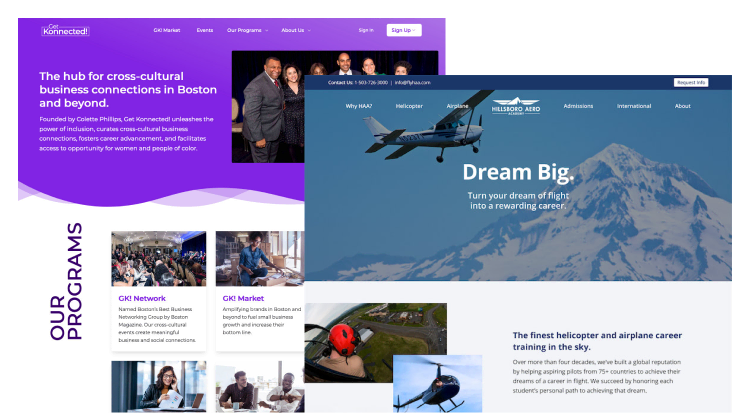 Get
Konnected!
GK! Market
Events
Our Programs
About Us
Sign In
Sign Up
The hub for cross-cultural
business connections in Boston
and beyond.
Founded by Colette Phillips, Get Konnected! unleashes the
power of inclusion, curates cross-cultural business
connections, fosters career advancement, and facilitates
access to opportunity for women and people of color.
OUR
PROGRAMS
GK! Network
Named Boston's Best Business
Networking Group by Boston
Magazine. Our cross-cultural
events create meaningful
business and social connections.
GK! Market
Amplifying brands in Boston and
beyond to fuel small business
growth and increase their
bottom line.
Contact Us: 1-503-726-3000 | info@flyhaa.com
Request Info
Why HAA?
Helicopter
Airplane
HILLSBORO AERO
ACADEMY
Admissions
International
About
Dream Big.
Turn your dream of flight
into a rewarding career.
The finest helicopter and airplane career
training in the sky.
Over more than four decades, we've built a global reputation
by helping aspiring pilots from 75+ countries to achieve their
dreams of a career in flight. We succeed by honoring each
student's personal path to achieving that dream.